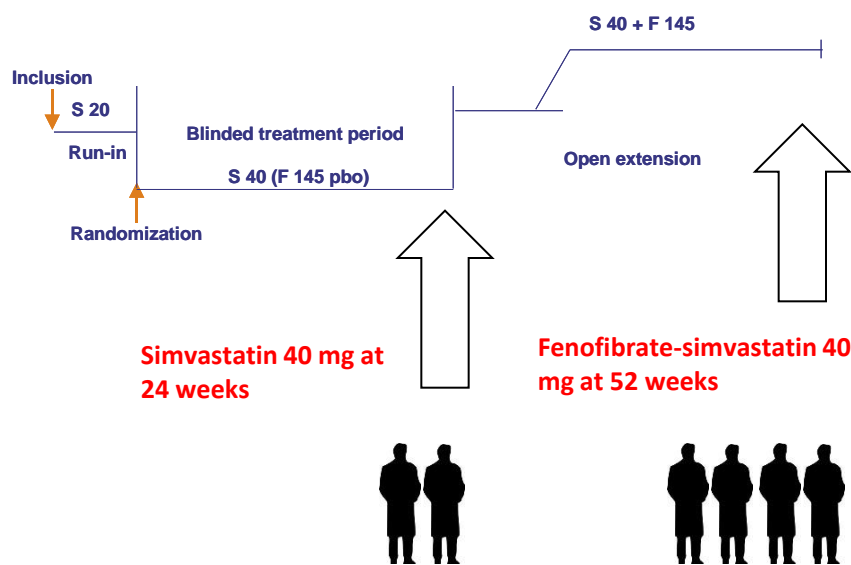 S 40 + F 145
Inclusion
S 20
Blinded treatment period
Run-in
Open extension
S 40 (F 145 pbo)
Randomization
Simvastatin 40 mg at
24 weeks
Fenofibrate-simvastatin 40
mg at 52 weeks